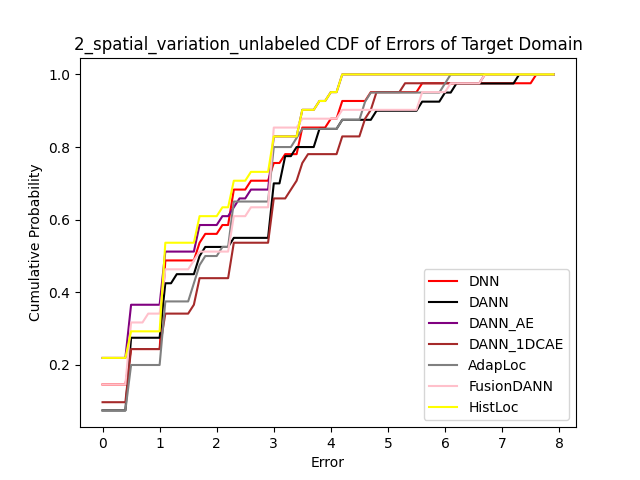 2_spatial_variation_unlabeled CDF of Errors of Target Domain
Cumulative Probability
1.0
0.8
0.6
0.4
0.2
0 1 2 3 4 5 6 7 8
Error
DNN
DANN
DANN_AE
DANN_1DCAE
AdapLoc
FusionDANN
HistLoc